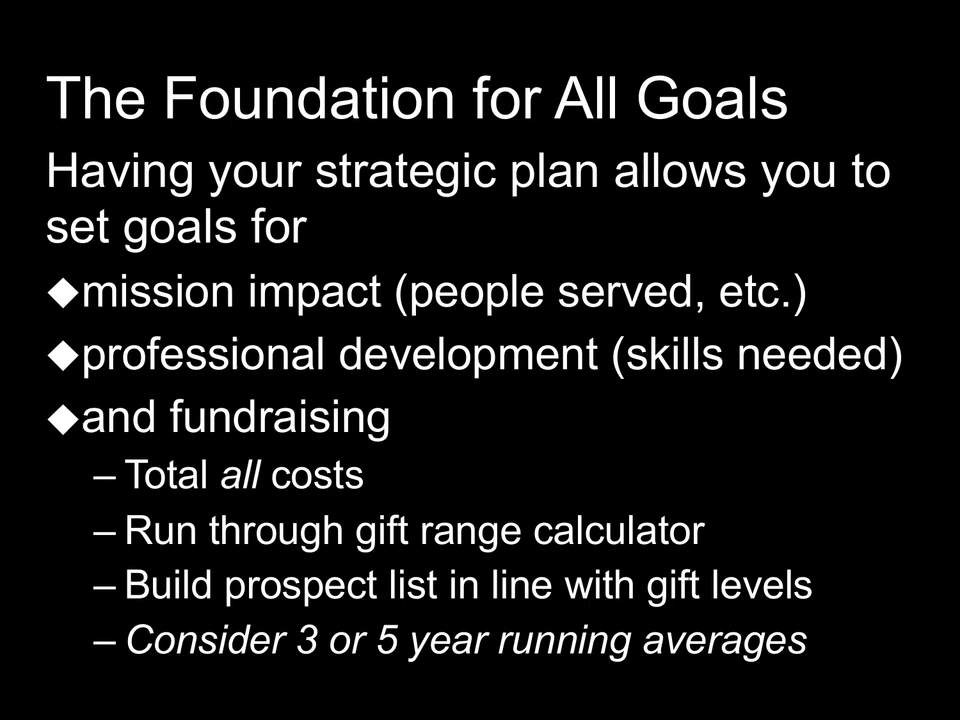 The Foundation for All Goals
Having your strategic plan allows you to
set goals for
◆mission impact (people served, etc.)
◆professional development (skills needed)
◆and fundraising
– Total all costs
– Run through gift range calculator
– Build prospect list in line with gift levels
– Consider 3 or 5 year running averages